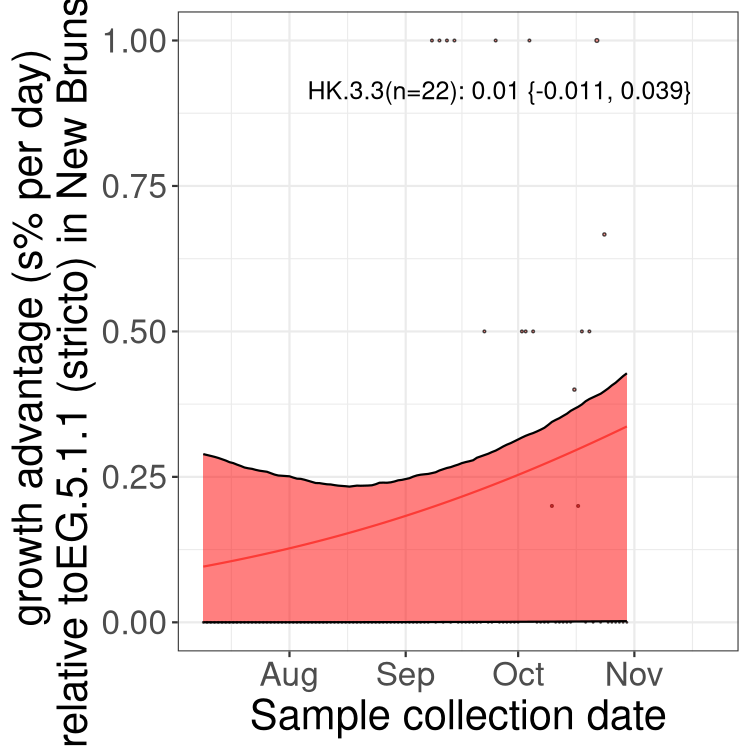 growth advantage (s% per day)
relative toEG.5.1.1 (stricto) in New Bruns
1.00
0.75
0.50
0.25
0.00
HK.3.3(n=22): 0.01 {-0.011, 0.039}
Aug Sep Oct Nov
Sample collection date